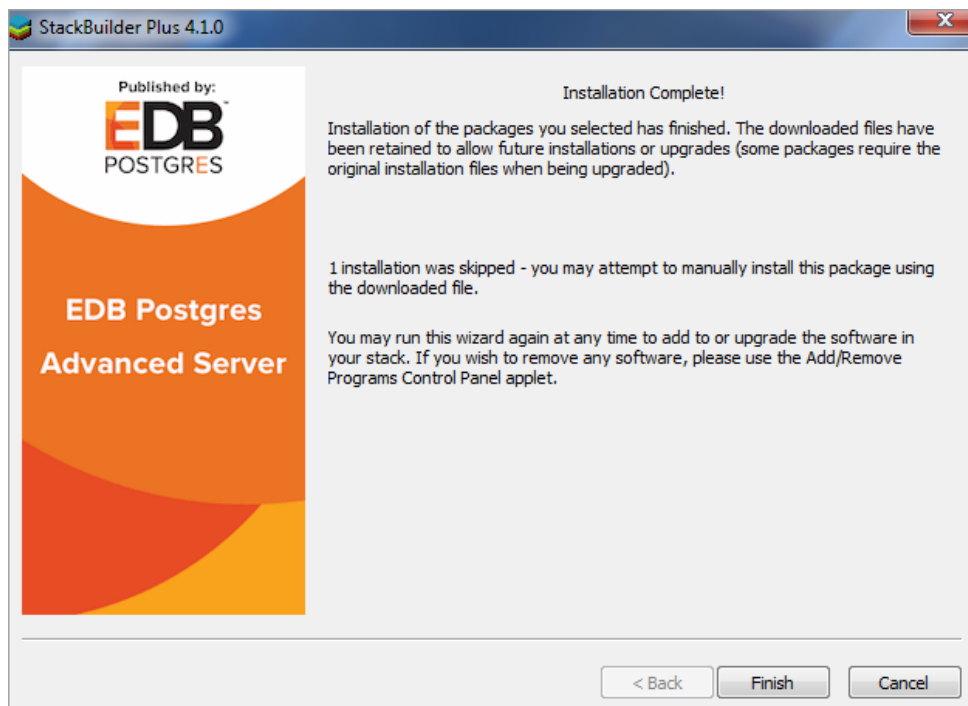 StackBuilder Plus 4.1.0
Published by:
EDB™
POSTGRES
EDB Postgres
Advanced Server
Installation Complete!
Installation of the packages you selected has finished. The downloaded files have
been retained to allow future installations or upgrades (some packages require the
original installation files when being upgraded).
1 installation was skipped - you may attempt to manually install this package using
the downloaded file.
You may run this wizard again at any time to add to or upgrade the software in
your stack. If you wish to remove any software, please use the Add/Remove
Programs Control Panel applet.
< Back
Finish
Cancel